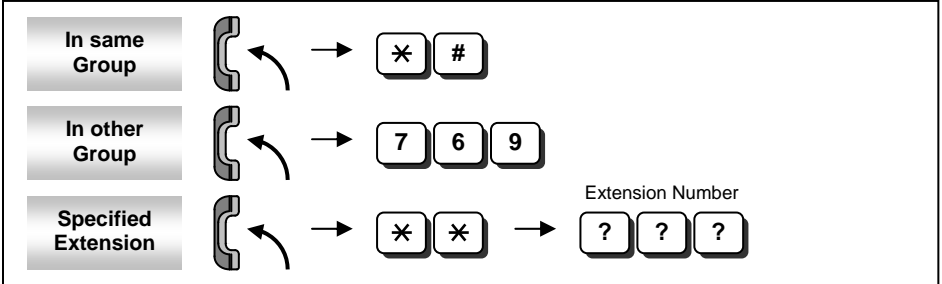 In same
Group
* #
In other
Group
7 6 9
Extension Number
Specified
Extension
* *
? ? ?